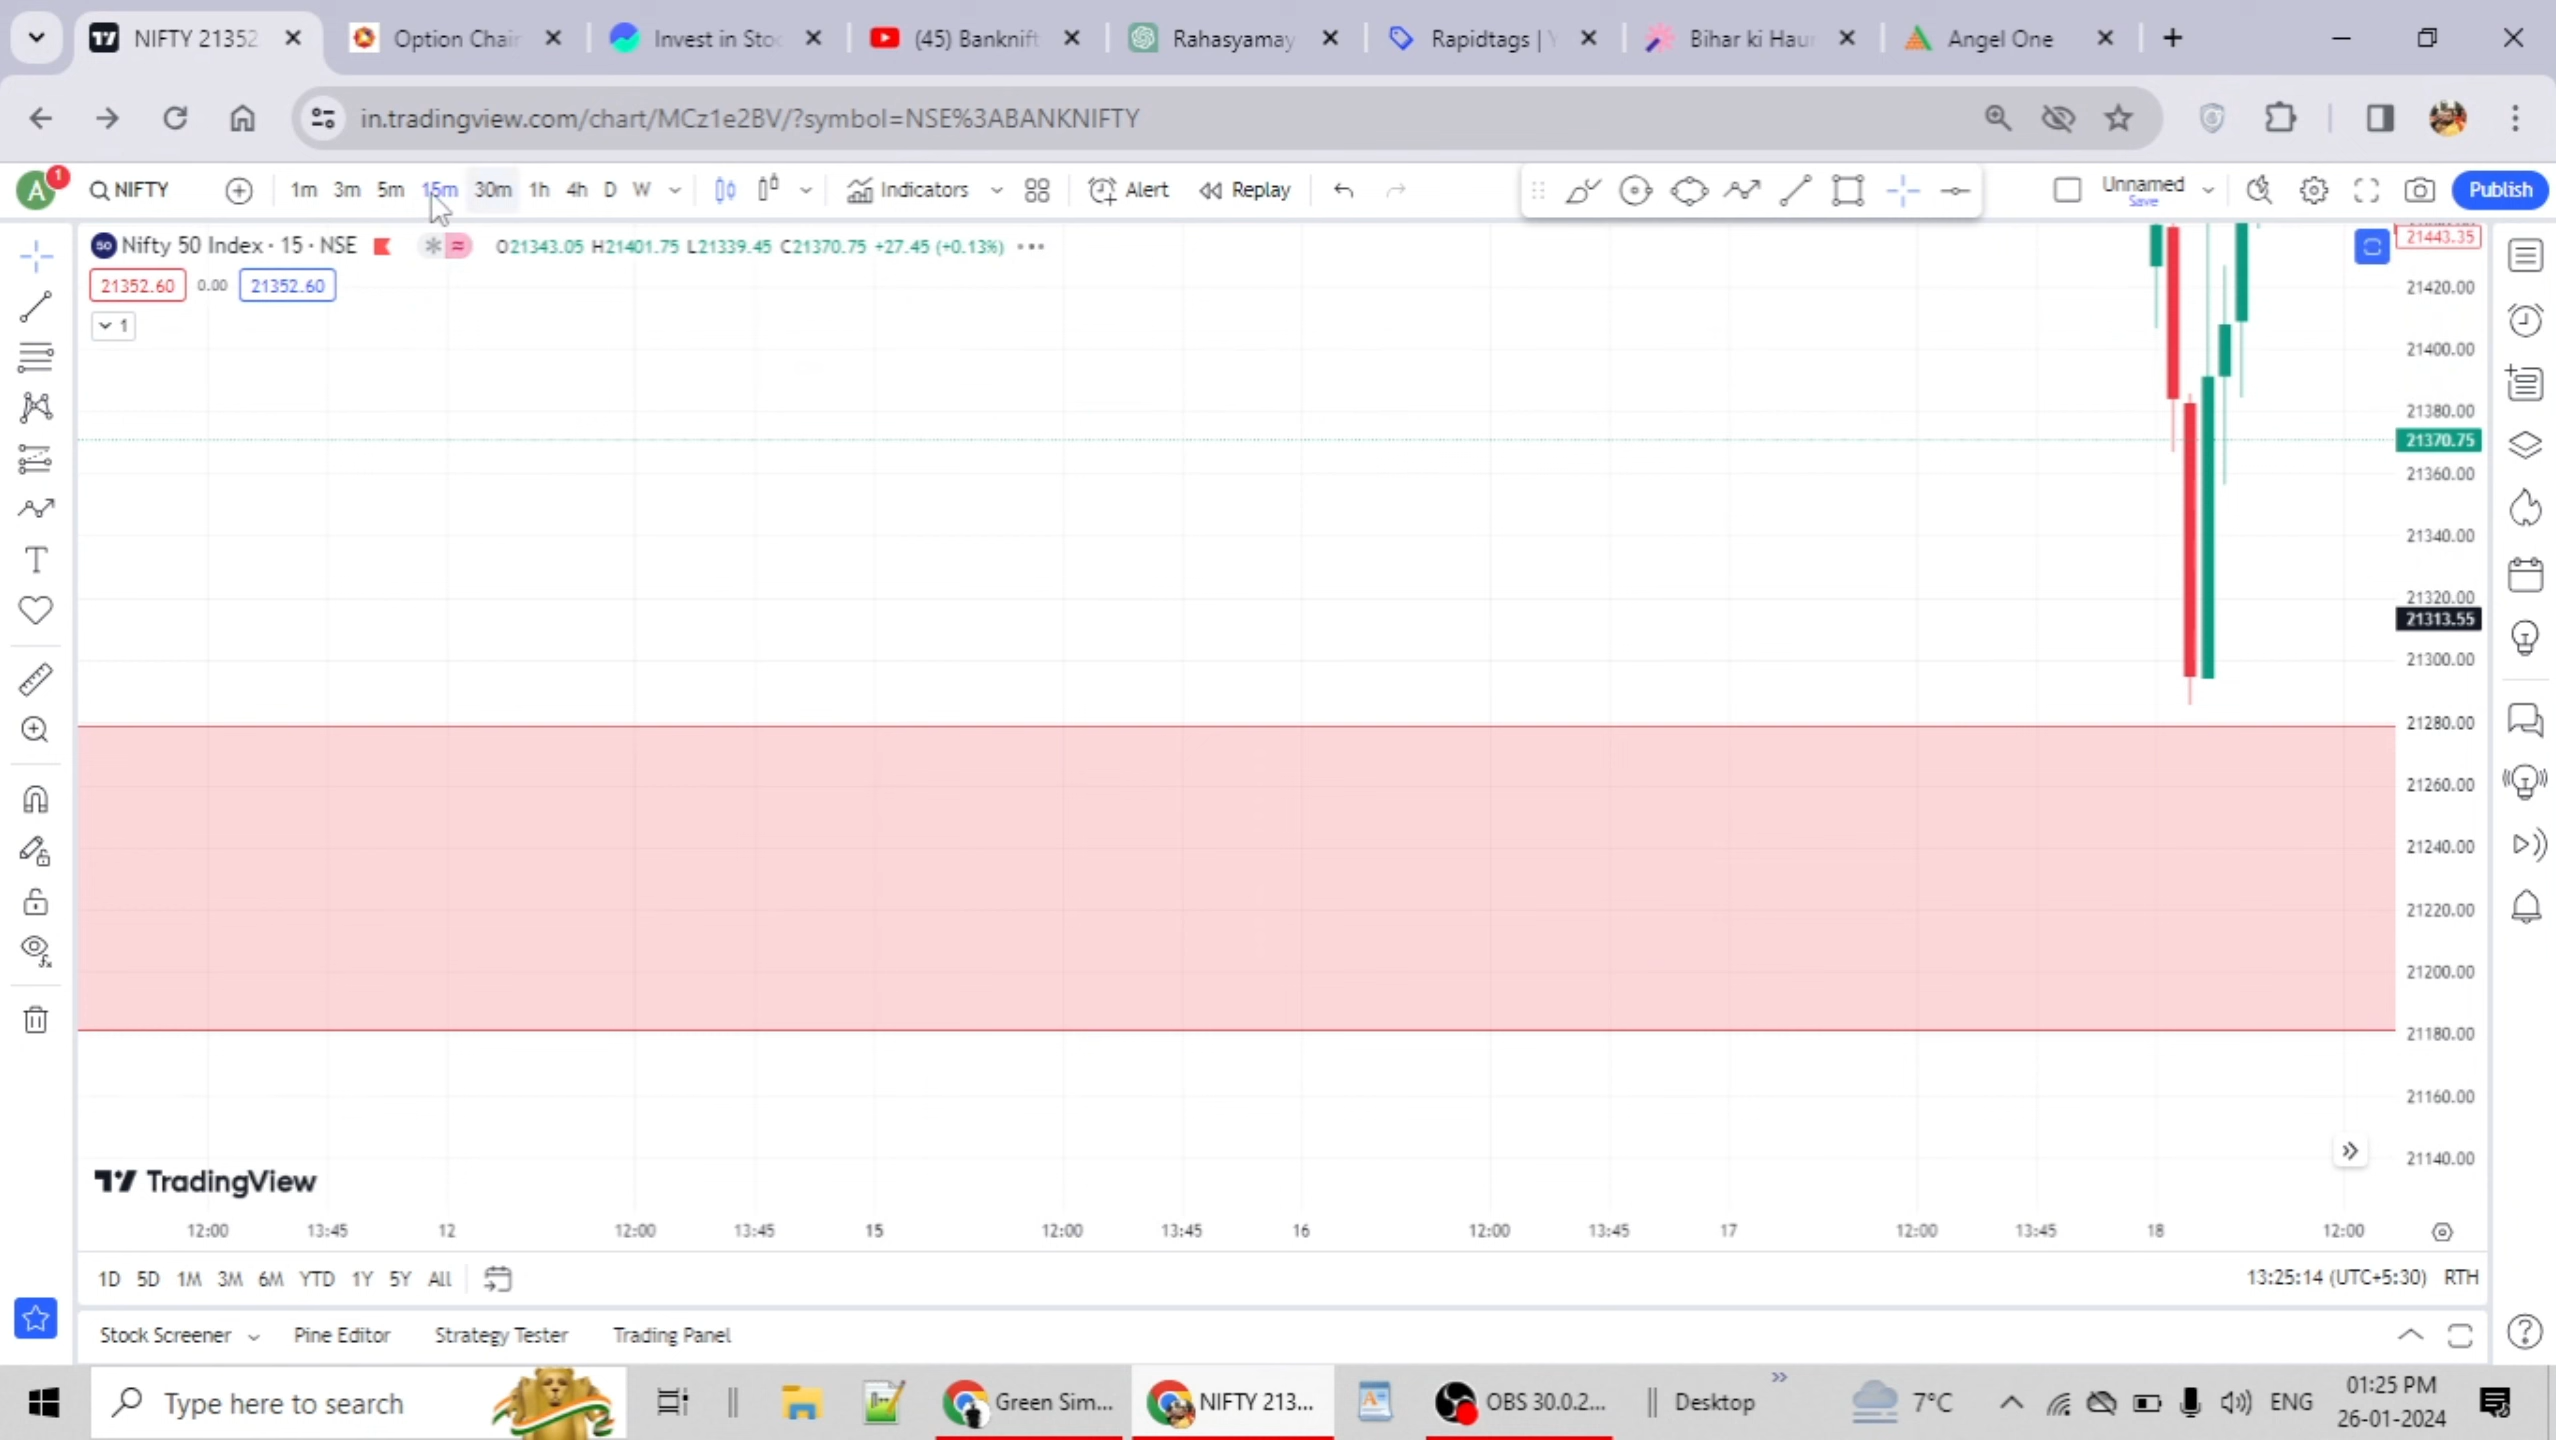 NIFTY 21352
Option Chain
Invest in Stoc
(45) Banknift
Rahasyamay
Rapidtags | Y
Bihar ki Haun
Angel One
in.tradingview.com/chart/MCz1e2BV/?symbol=NSE%3ABANKNIFTY
A 1 NIFTY 1m 3m 5m 15m 30m 1h 4h D W Indicators Alert Replay Unnamed Save Publish
50 Nifty 50 Index · 15 · NSE O21343.05 H21401.75 L21339.45 C21370.75 +27.45 (+0.13%)
21352.60 0.00 21352.60
1
21443.35
21420.00
21400.00
21380.00
21370.75
21360.00
21340.00
21320.00
21313.55
21300.00
21280.00
21260.00
21240.00
21220.00
21200.00
21180.00
21160.00
21140.00
TradingView
12:00 13:45 12 12:00 13:45 15 12:00 13:45 16 12:00 13:45 17 12:00 13:45 18 12:00
1D 5D 1M 3M 6M YTD 1Y 5Y All 13:25:14 (UTC+5:30) RTH
Stock Screener Pine Editor Strategy Tester Trading Panel
Type here to search Green Sim... NIFTY 213... OBS 30.0.2... Desktop 7°C ENG 01:25 PM
26-01-2024